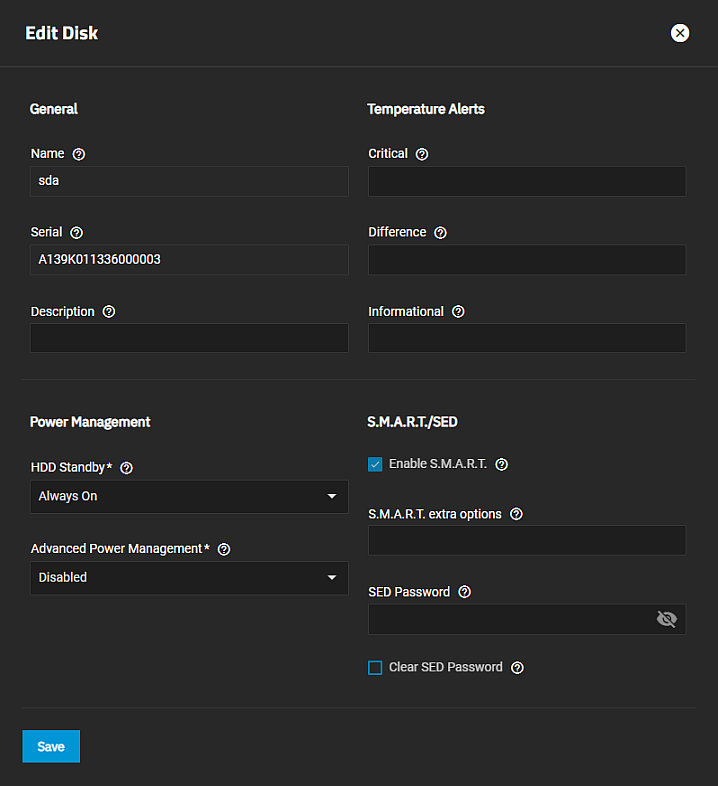 Edit Disk
General
Name
sda
Serial
A139K011336000003
Description
Temperature Alerts
Critical
Difference
Informational
Power Management
HDD Standby*
Always On
Advanced Power Management*
Disabled
S.M.A.R.T./SED
Enable S.M.A.R.T.
S.M.A.R.T. extra options
SED Password
Clear SED Password
Save